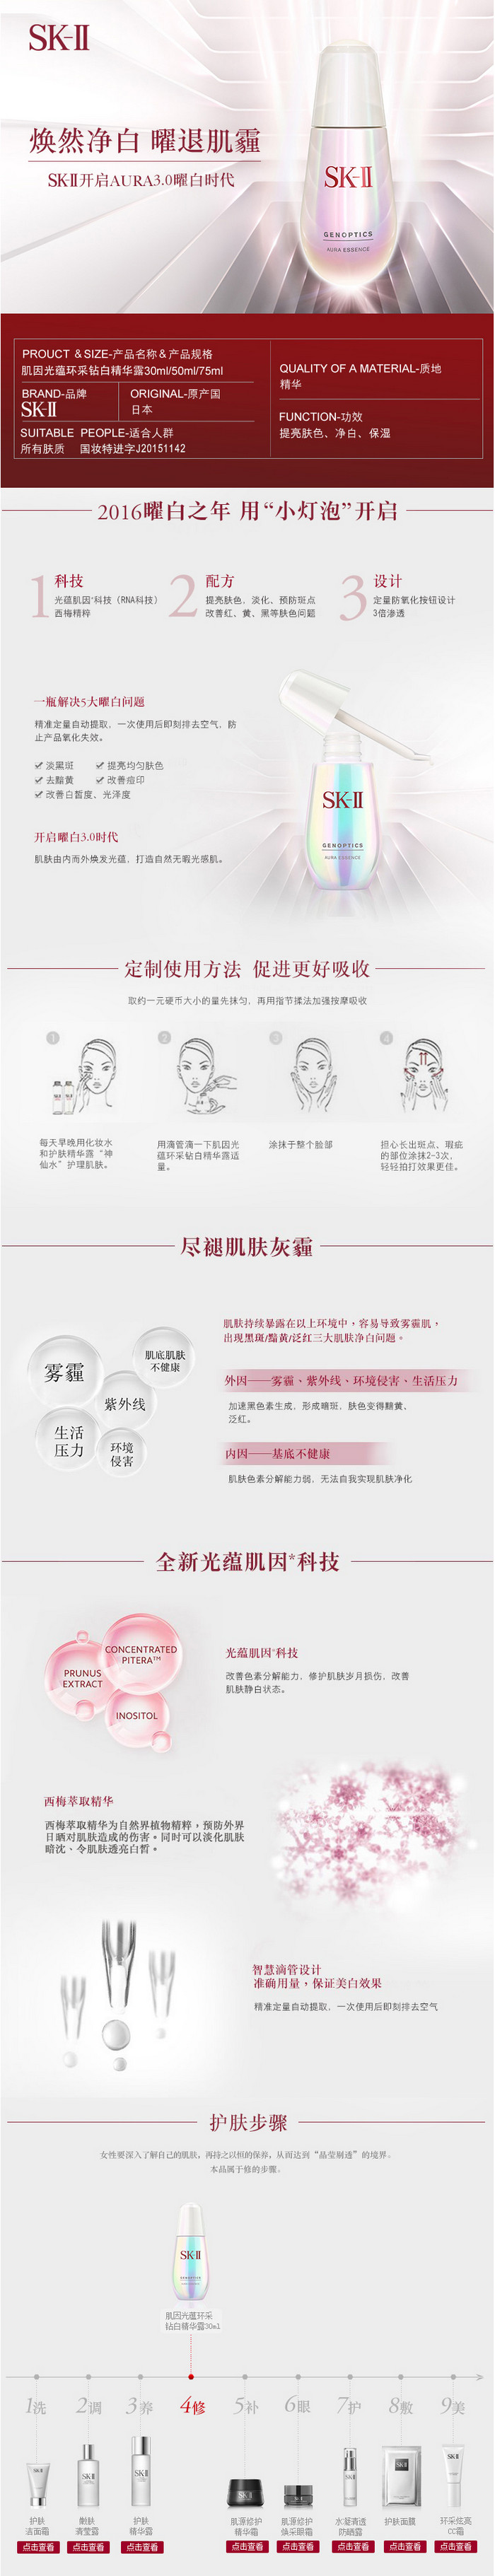 SK-II
焕然净白 曜退肌霾
SK-II开启AURA3.0曜白时代
SK-II
GENOPTICS
AURA ESSENCE
PROUCT & SIZE-产品名称&产品规格
肌因光蕴环采钻白精华露30ml/50ml/75ml
BRAND-品牌
SK-II
ORIGINAL-原产国
日本
SUITABLE PEOPLE-适合人群
所有肤质 国妆特进字J20151142
QUALITY OF A MATERIAL-质地
精华
FUNCTION-功效
提亮肤色、净白、保湿
2016曜白之年 用“小灯泡”开启
1
科技
光蕴肌因*科技（RNA科技）
西梅精粹
2
配方
提亮肤色，淡化、预防斑点
改善红、黄、黑等肤色问题
3
设计
定量防氧化按钮设计
3倍渗透
一瓶解决5大曜白问题
精准定量自动提取，一次使用后即刻排去空气，防
止产品氧化失效。
淡黑斑 提亮均匀肤色
去黯黄 改善痘印
改善白皙度、光泽度
开启曜白3.0时代
肌肤由内而外焕发光蕴，打造自然无暇光感肌。
SK-II
GENOPTICS
AURA ESSENCE
定制使用方法 促进更好吸收
取约一元硬币大小的量先抹匀，再用指节揉法加强按摩吸收
1
2
3
4
每天早晚用化妆水
和护肤精华露“神
仙水”护理肌肤。
用滴管滴一下肌因光
蕴环采钻白精华露适
量。
涂抹于整个脸部
担心长出斑点、瑕疵
的部位涂抹2-3次，
轻轻拍打效果更佳。
尽褪肌肤灰霾
雾霾
肌底肌肤
不健康
紫外线
生活
压力
环境
侵害
肌肤持续暴露在以上环境中，容易导致雾霾肌，
出现黑斑/黯黄/泛红三大肌肤净白问题。
外因——雾霾、紫外线、环境侵害、生活压力
加速黑色素生成，形成暗斑，肤色变得黯黄、
泛红。
内因——基底不健康
肌肤色素分解能力弱，无法自我实现肌肤净化
全新光蕴肌因*科技
CONCENTRATED
PITERA™
PRUNUS
EXTRACT
INOSITOL
光蕴肌因*科技
改善色素分解能力，修护肌肤岁月损伤，改善
肌肤静白状态。
西梅萃取精华
西梅萃取精华为自然界植物精粹，预防外界
日晒对肌肤造成的伤害。同时可以淡化肌肤
暗沈、令肌肤透亮白皙。
智慧滴管设计
准确用量，保证美白效果
精准定量自动提取，一次使用后即刻排去空气
护肤步骤
女性要深入了解自己的肌肤，再持之以恒的保养，从而达到“晶莹剔透”的境界。
本品属于修的步骤。
SK-II
肌因光蕴环采
钻白精华露30ml
1洗 2调 3养 4修 5补 6眼 7护 8敷 9美
护肤
洁面霜
点击查看
嫩肤
清莹露
点击查看
护肤
精华露
点击查看
肌源修护
精华霜
点击查看
肌源修护
焕采眼霜
点击查看
水凝清透
防晒露
点击查看
护肤面膜
点击查看
环采炫亮
CC霜
点击查看